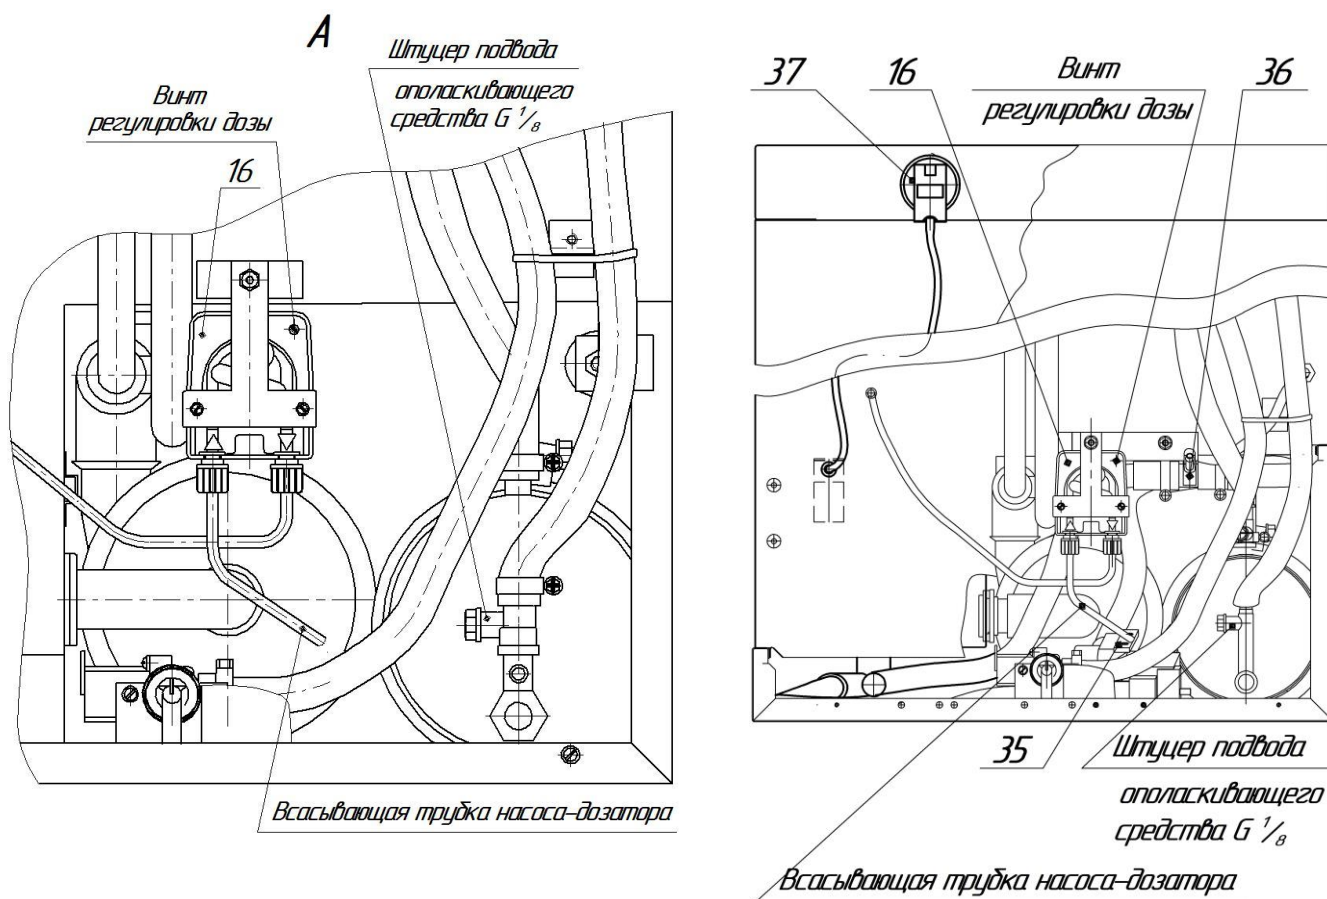 А
Штуцер подвода
ополаскивающего
средства G 1/8
Винт
регулировки дозы
16
Всасывающая трубка насоса-дозатора
37
16
Винт
регулировки дозы
36
35
Штуцер подвода
ополаскивающего
средства G 1/8
Всасывающая трубка насоса-дозатора